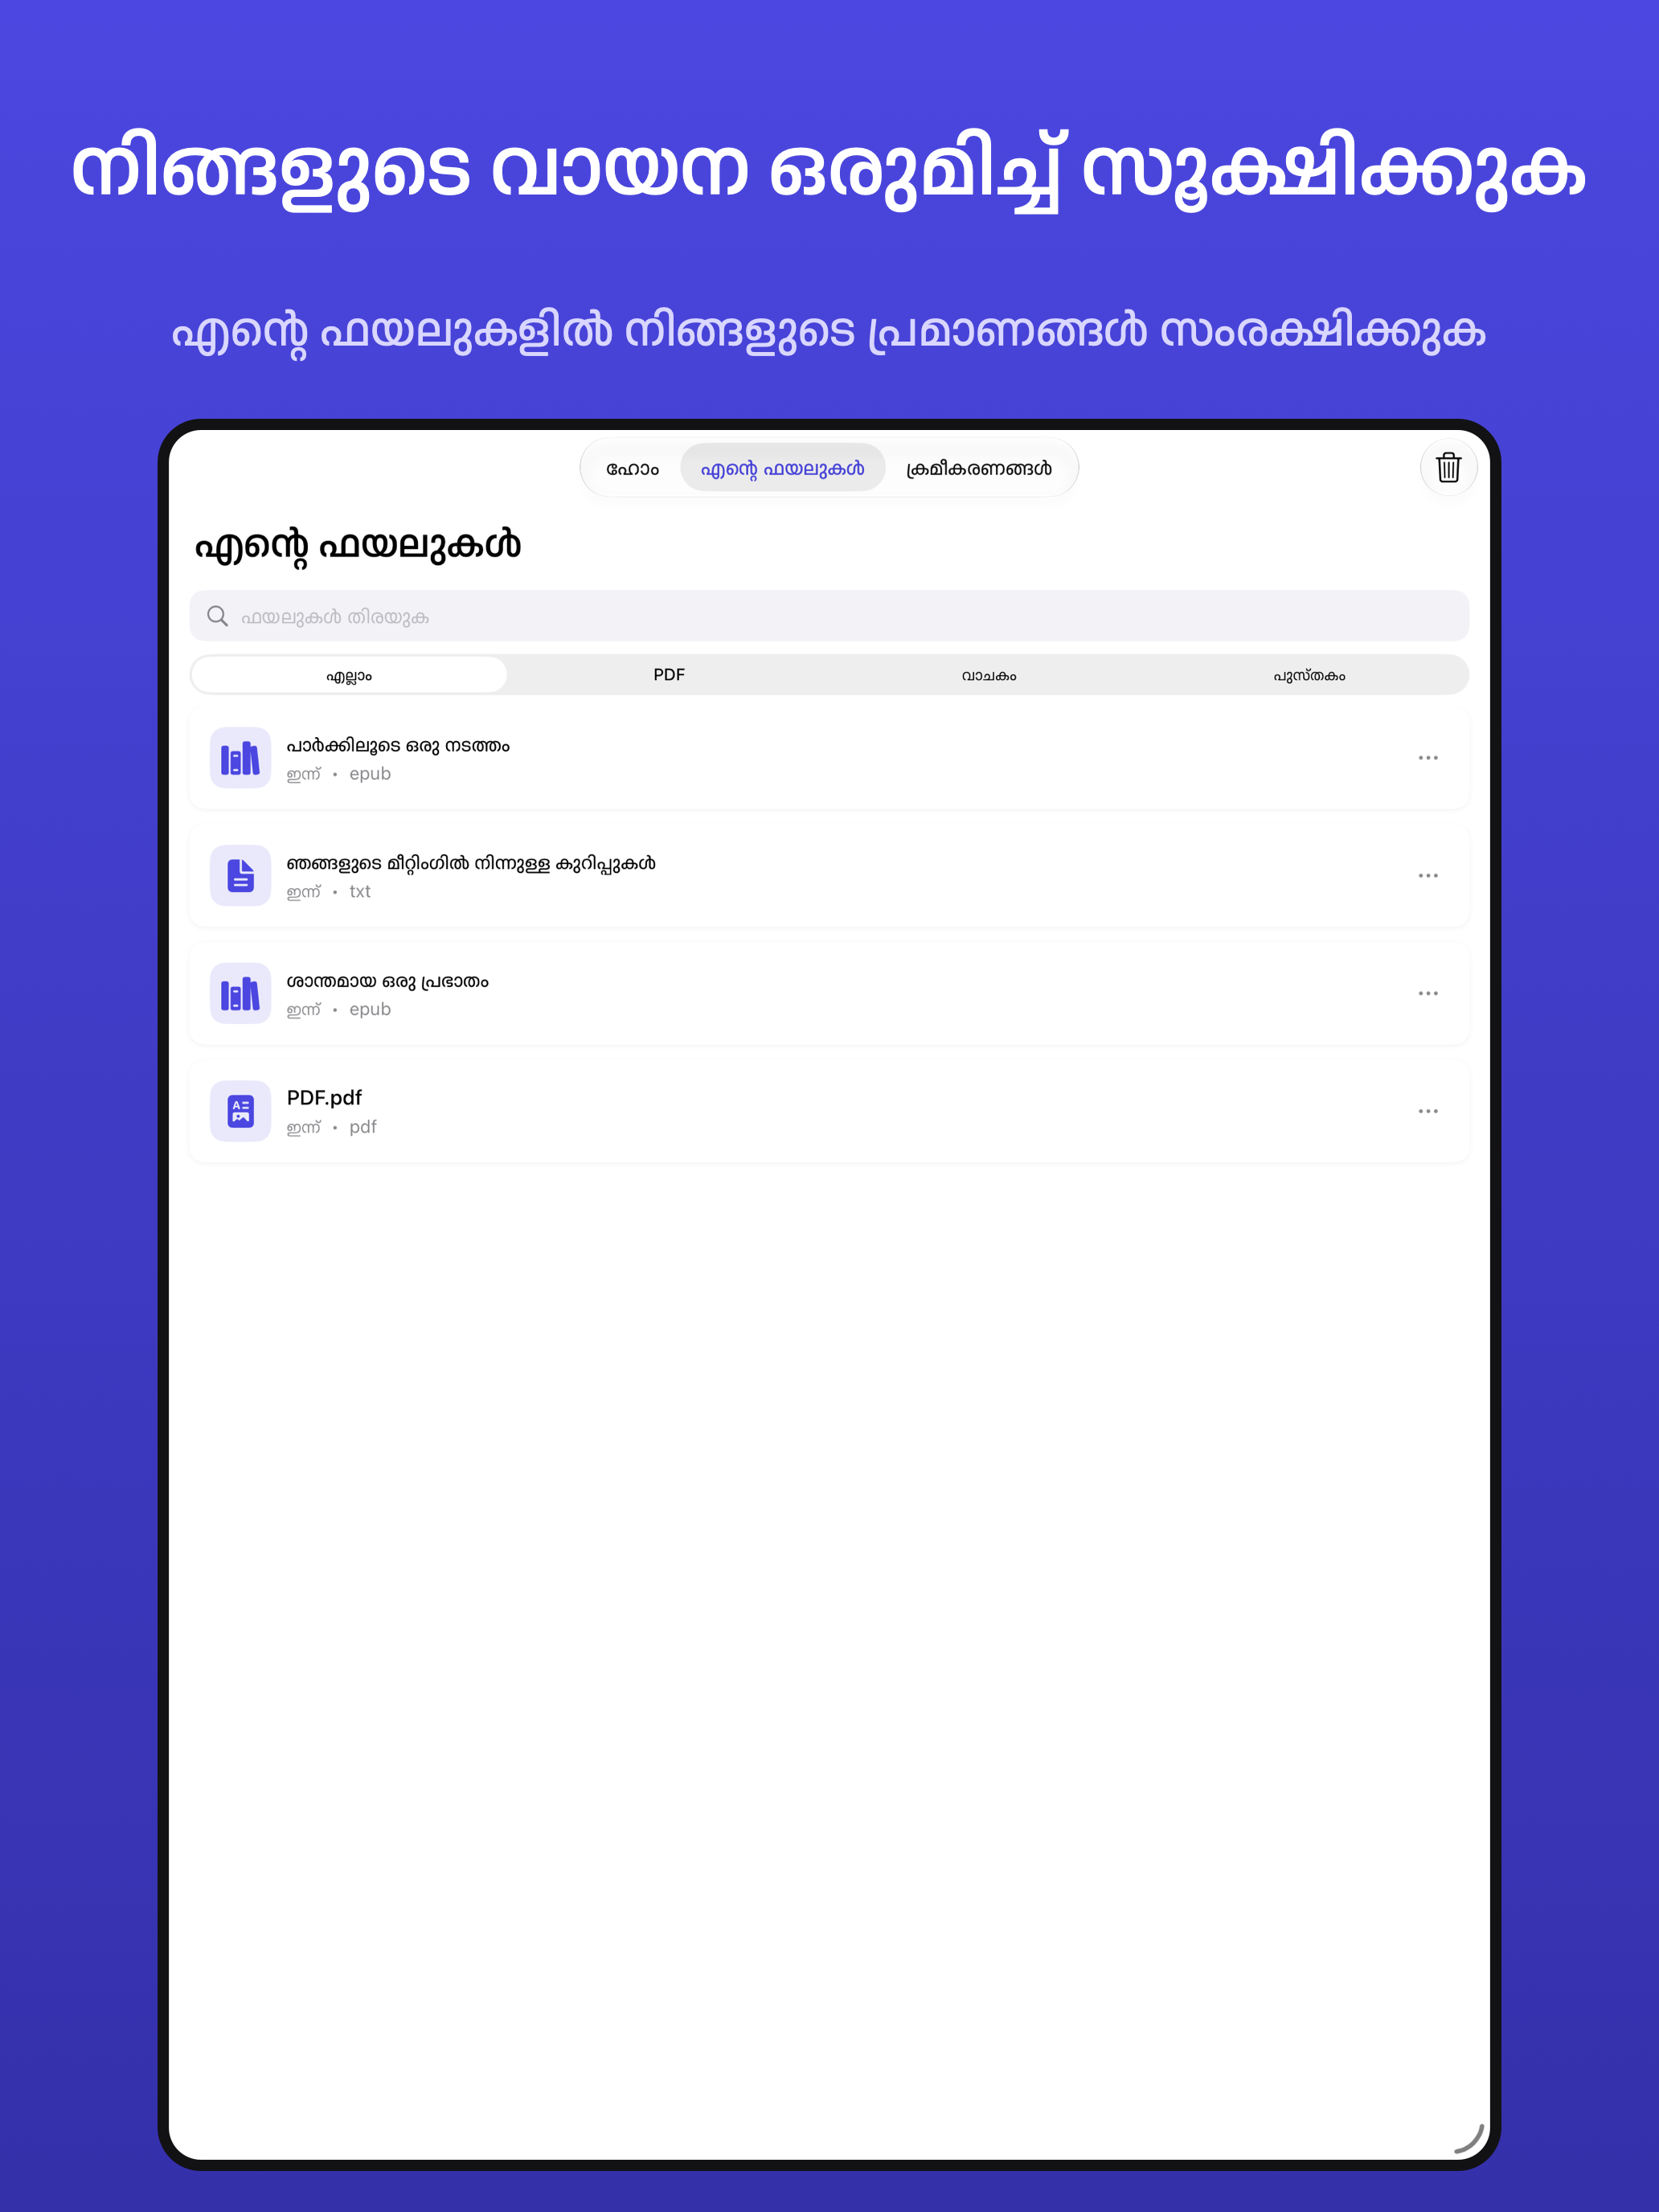 നിങ്ങളുടെ വായന ഒരുമിച്ച് സൂക്ഷിക്കുക
എന്റെ ഫയലുകളിൽ നിങ്ങളുടെ പ്രമാണങ്ങൾ സംരക്ഷിക്കുക
ഹോം എന്റെ ഫയലുകൾ ക്രമീകരണങ്ങൾ
എന്റെ ഫയലുകൾ
ഫയലുകൾ തിരയുക
എല്ലാം PDF വാചകം പുസ്തകം
പാർക്കിലൂടെ ഒരു നടത്തം
ഇന്ന് • epub
ഞങ്ങളുടെ മീറ്റിംഗിൽ നിന്നുള്ള കുറിപ്പുകൾ
ഇന്ന് • txt
ശാന്തമായ ഒരു പ്രഭാതം
ഇന്ന് • epub
PDF.pdf
ഇന്ന് • pdf